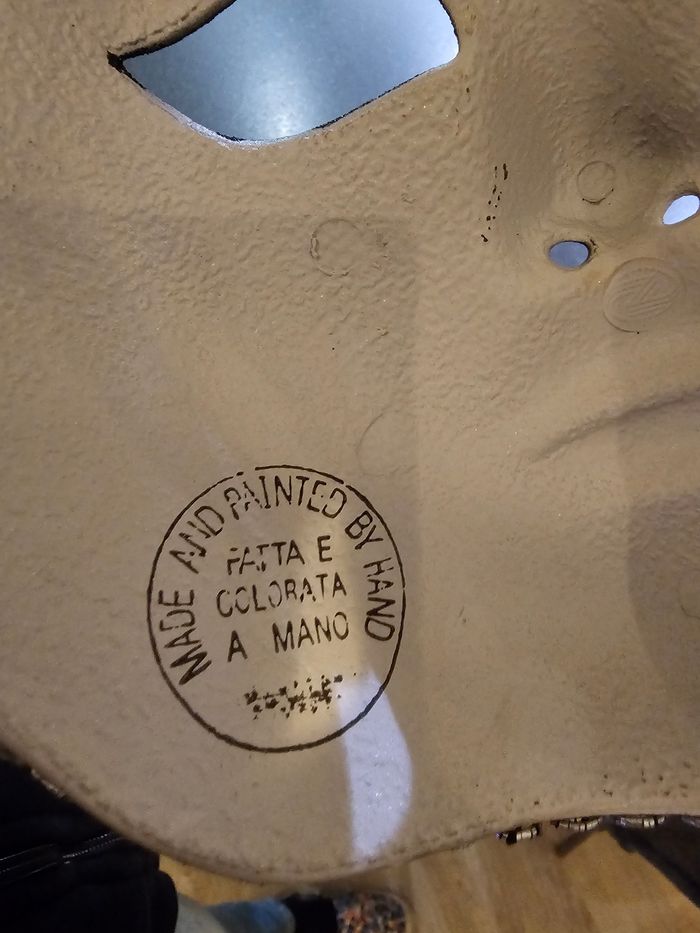 MADE AND PAINTED BY HAND
FATTA E
COLORATA
A MANO